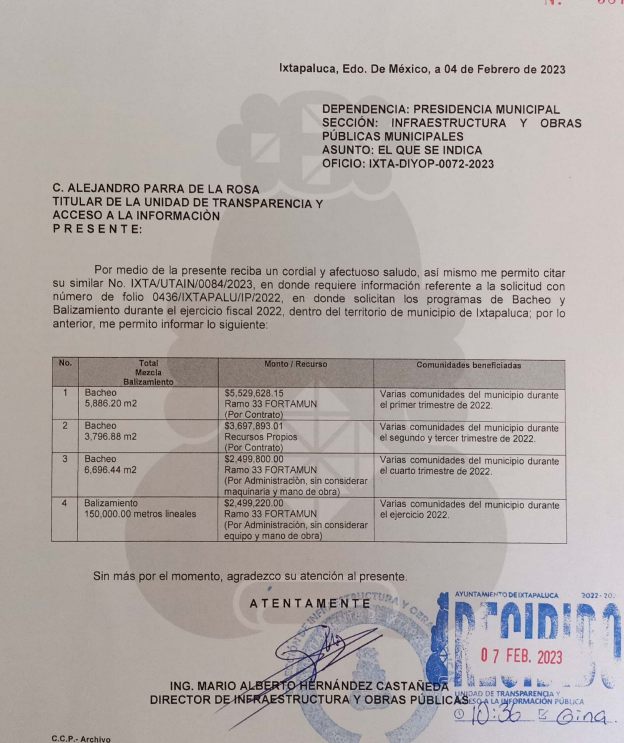 Ixtapaluca, Edo. De México, a 04 de Febrero de 2023
DEPENDENCIA: PRESIDENCIA MUNICIPAL
SECCIÓN: INFRAESTRUCTURA Y OBRAS
PÚBLICAS MUNICIPALES
ASUNTO: EL QUE SE INDICA
OFICIO: IXTA-DIYOP-0072-2023
C. ALEJANDRO PARRA DE LA ROSA
TITULAR DE LA UNIDAD DE TRANSPARENCIA Y
ACCESO A LA INFORMACIÒN
P R E S E N T E:
Por medio de la presente reciba un cordial y afectuoso saludo, así mismo me permito citar
su similar No. IXTA/UTAIN/0084/2023, en donde requiere información referente a la solicitud con
número de folio 0436/IXTAPALU/IP/2022, en donde solicitan los programas de Bacheo y
Balizamiento durante el ejercicio fiscal 2022, dentro del territorio de municipio de Ixtapaluca; por lo
anterior, me permito informar lo siguiente:
No. Total Mezcla Balizamiento Monto / Recurso Comunidades beneficiadas
1 Bacheo $5,529,628.15 Varias comunidades del municipio durante
5,886.20 m2 Ramo 33 FORTAMUN el primer trimestre de 2022.
(Por Contrato)
2 Bacheo $3,697,893.01 Varias comunidades del municipio durante
3,796.88 m2 Recursos Propios el segundo y tercer trimestre de 2022.
(Por Contrato)
3 Bacheo $2,499,800.00 Varias comunidades del municipio durante
6,696.44 m2 Ramo 33 FORTAMUN el cuarto trimestre de 2022.
(Por Administración, sin considerar
maquinaria y mano de obra)
4 Balizamiento $2,499,220.00 Varias comunidades del municipio durante
150,000.00 metros lineales Ramo 33 FORTAMUN el ejercicio 2022.
(Por Administración, sin considerar
equipo y mano de obra)
Sin más por el momento, agradezco su atención al presente.
A T E N T A M E N T E
AYUNTAMIENTO DE IXTAPALUCA 2022-
RECIBIDO
07 FEB. 2023
ING. MARIO ALBERTO HERNÁNDEZ CASTAÑEDA
DIRECTOR DE INFRAESTRUCTURA Y OBRAS PÚBLICAS
UNIDAD DE TRANSPARENCIA Y
A LA INFORMACIÓN PÚBLICA
10:36 Gina.
C.C.P.- Archivo